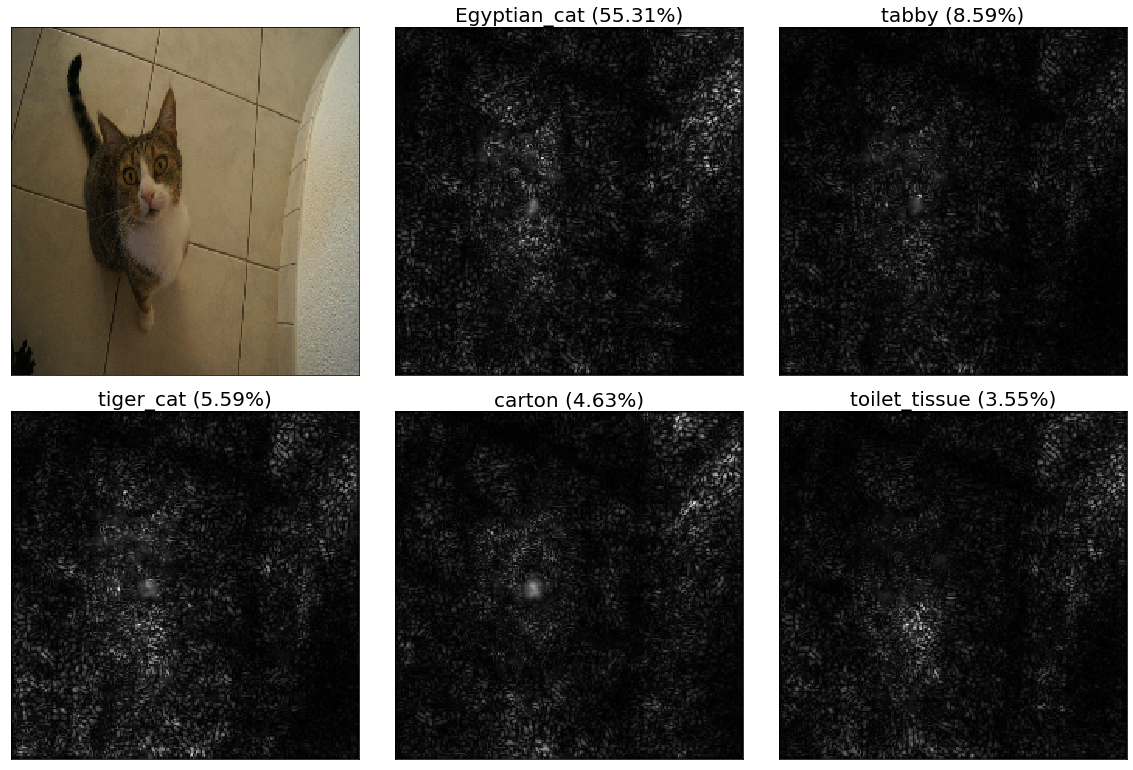 Egyptian_cat (55.31%)
tabby (8.59%)
tiger_cat (5.59%)
carton (4.63%)
toilet_tissue (3.55%)